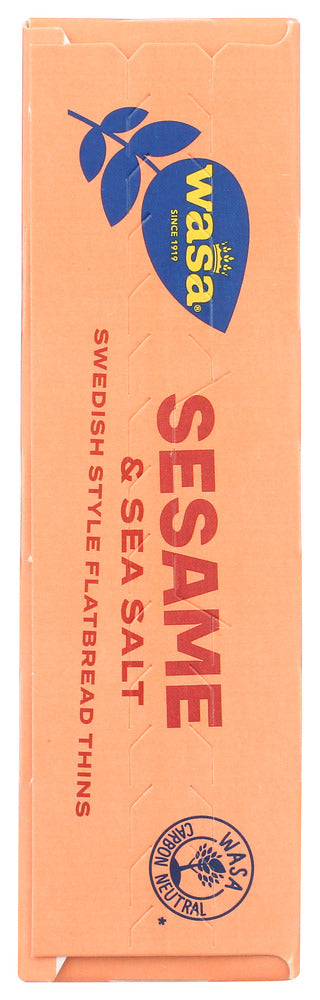 wasa®
SINCE 1919
SESAME
& SEA SALT
SWEDISH STYLE FLATBREAD THINS
WASA
CARBON NEUTRAL
*